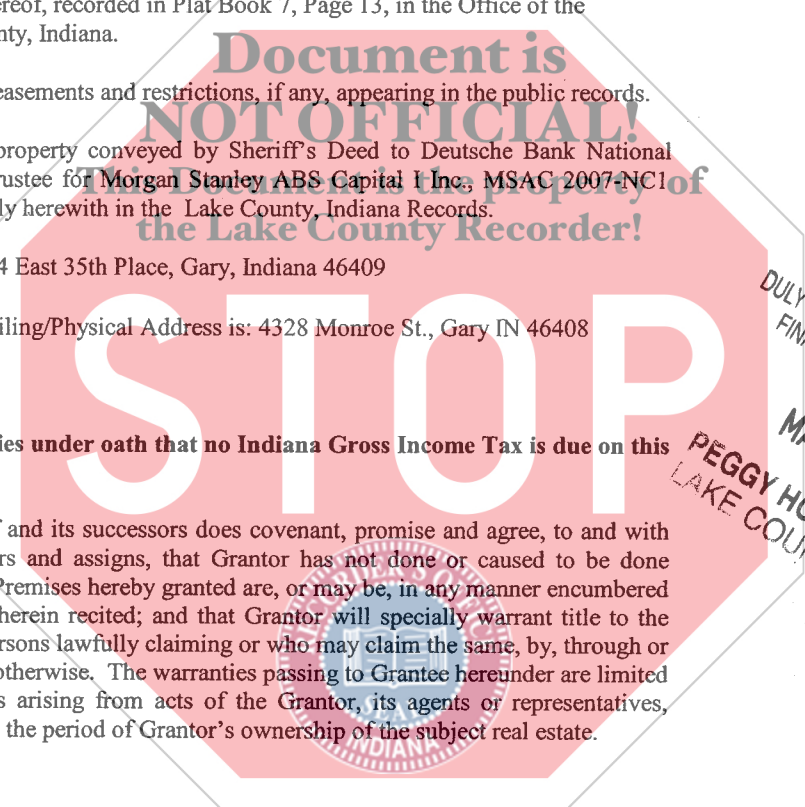 ereof, recorded in Plat Book 7, Page 13, in the Office of the
nty, Indiana.
Document is
easements and restrictions, if any, appearing in the public records.
NOT OFFICIAL!
property conveyed by Sheriff's Deed to Deutsche Bank National
rustee for Morgan Stanley ABS Capital I Inc., MSAC 2007-NC1
This Document is the property of
ly herewith in the Lake County, Indiana Records.
the Lake County Recorder!
4 East 35th Place, Gary, Indiana 46409
DULY
FIN
iling/Physical Address is: 4328 Monroe St., Gary IN 46408
STOP
MA
ies under oath that no Indiana Gross Income Tax is due on this
PEGGY HO
LAKE COU
f and its successors does covenant, promise and agree, to and with
rs and assigns, that Grantor has not done or caused to be done
Premises hereby granted are, or may be, in any manner encumbered
herein recited; and that Grantor will specially warrant title to the
rsons lawfully claiming or who may claim the same, by, through or
otherwise. The warranties passing to Grantee hereunder are limited
s arising from acts of the Grantor, its agents or representatives,
the period of Grantor's ownership of the subject real estate.
RECORDER'S OFFICE
SEAL
INDIANA